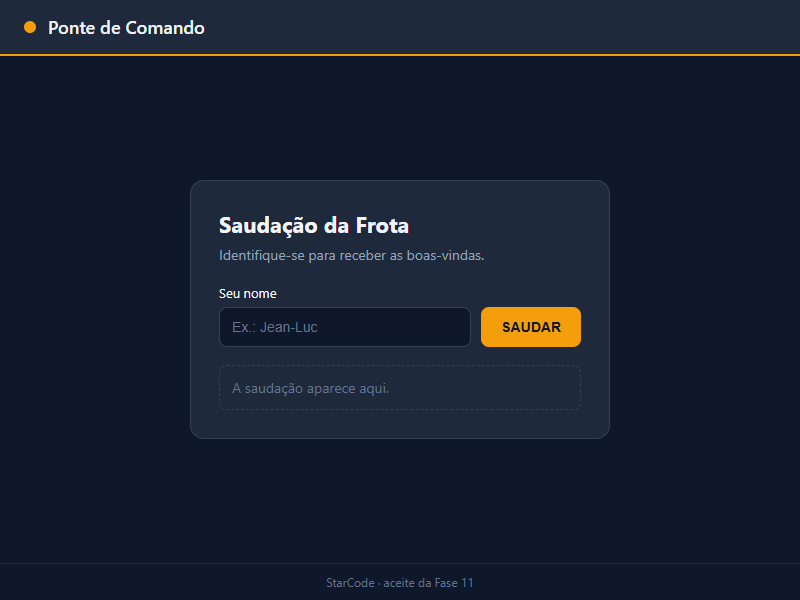 Ponte de Comando
Saudação da Frota
Identifique-se para receber as boas-vindas.
Seu nome
Ex.: Jean-Luc
SAUDAR
A saudação aparece aqui.
StarCode · aceite da Fase 11